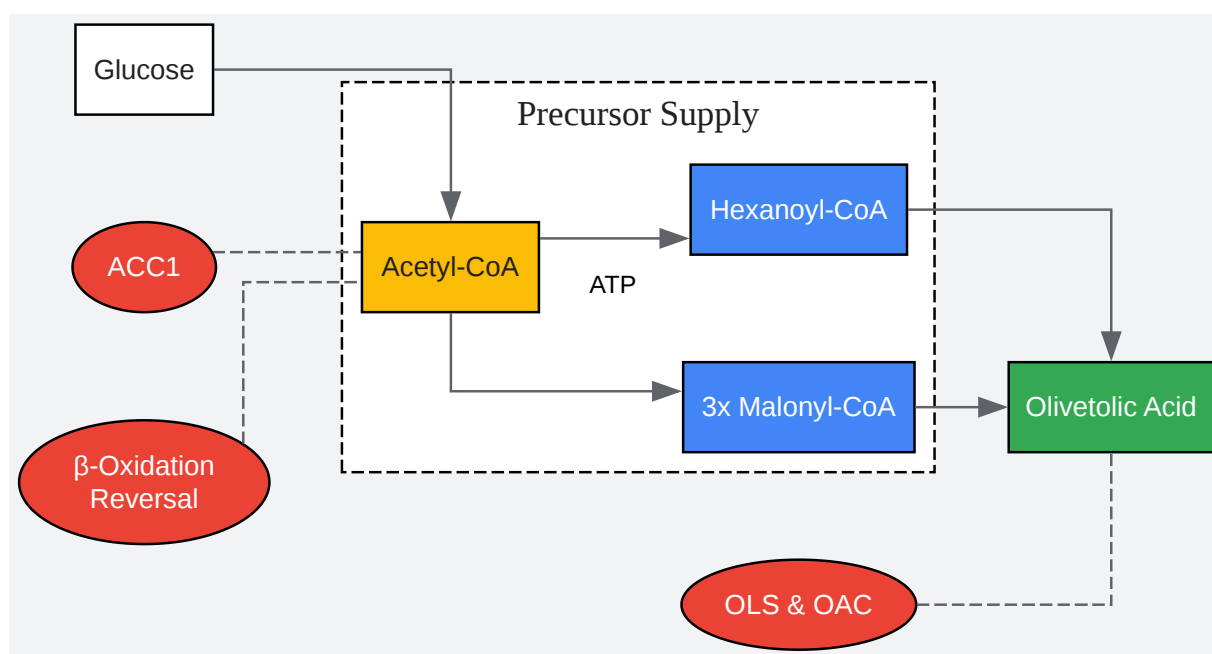 Glucose
Precursor Supply
Hexanoyl-CoA
ACC1
Acetyl-CoA
ATP
3x Malonyl-CoA
Olivetolic Acid
β-Oxidation
Reversal
OLS & OAC